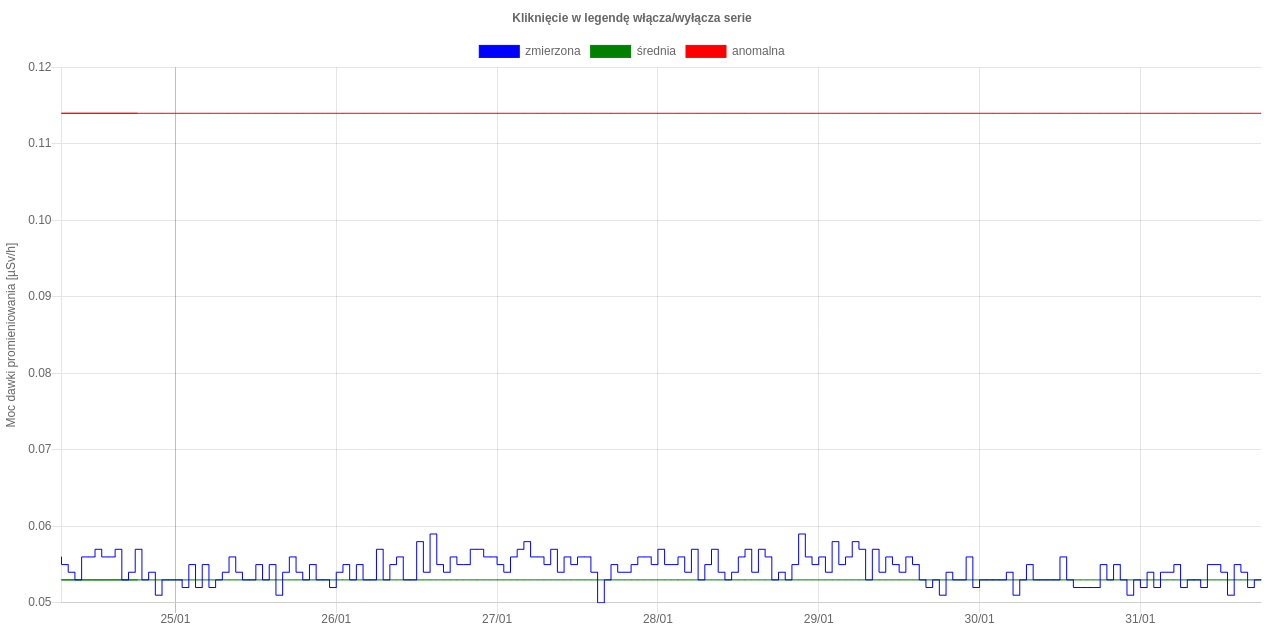 Kliknięcie w legendę włącza/wyłącza serie
zmierzona średnia anomalna
Moc dawki promieniowania [µSv/h]
0.12
0.11
0.10
0.09
0.08
0.07
0.06
0.05
25/01 26/01 27/01 28/01 29/01 30/01 31/01